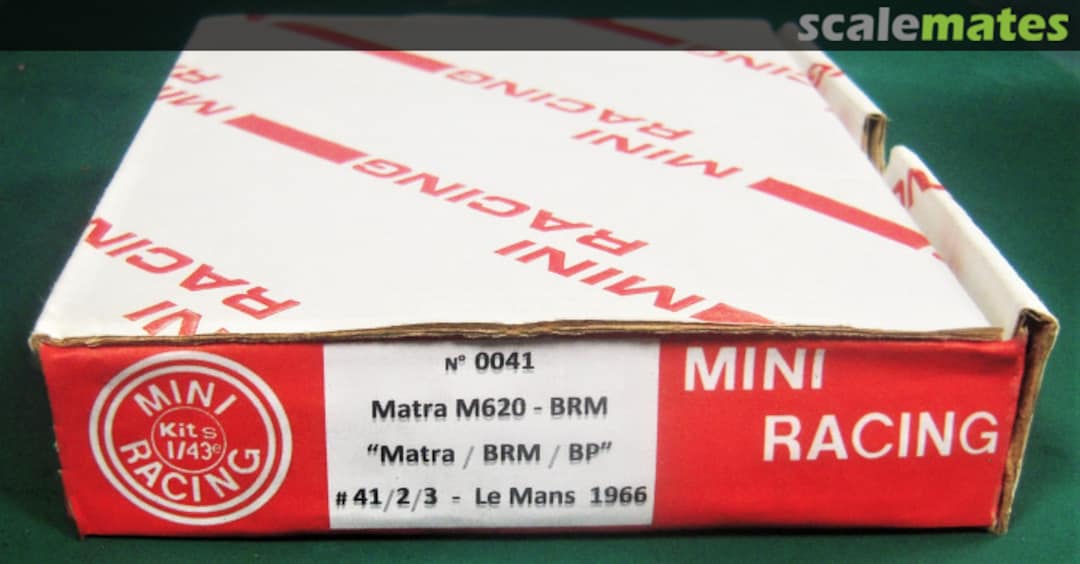 scalemates
MINI
RACING
MINI
RACING
RACING
MINI
RACING
MINI
MINI
RACING
Kits
1/43e
N° 0041
Matra M620 - BRM
“Matra / BRM / BP”
# 41/2/3 - Le Mans 1966
MINI
RACING